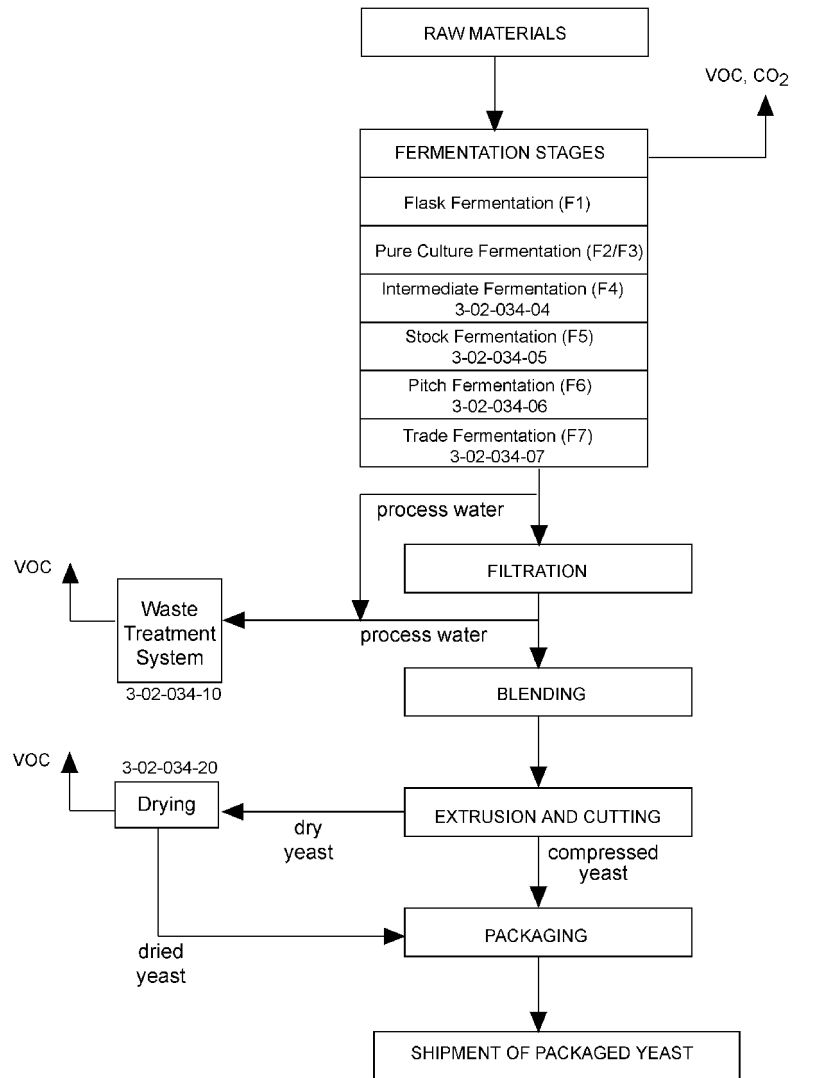 RAW MATERIALS
VOC, CO2
FERMENTATION STAGES
Flask Fermentation (F1)
Pure Culture Fermentation (F2/F3)
Intermediate Fermentation (F4)
3-02-034-04
Stock Fermentation (F5)
3-02-034-05
Pitch Fermentation (F6)
3-02-034-06
Trade Fermentation (F7)
3-02-034-07
process water
FILTRATION
VOC
Waste
Treatment
System
3-02-034-10
process water
BLENDING
VOC
3-02-034-20
Drying
dry
yeast
EXTRUSION AND CUTTING
compressed
yeast
PACKAGING
dried
yeast
SHIPMENT OF PACKAGED YEAST